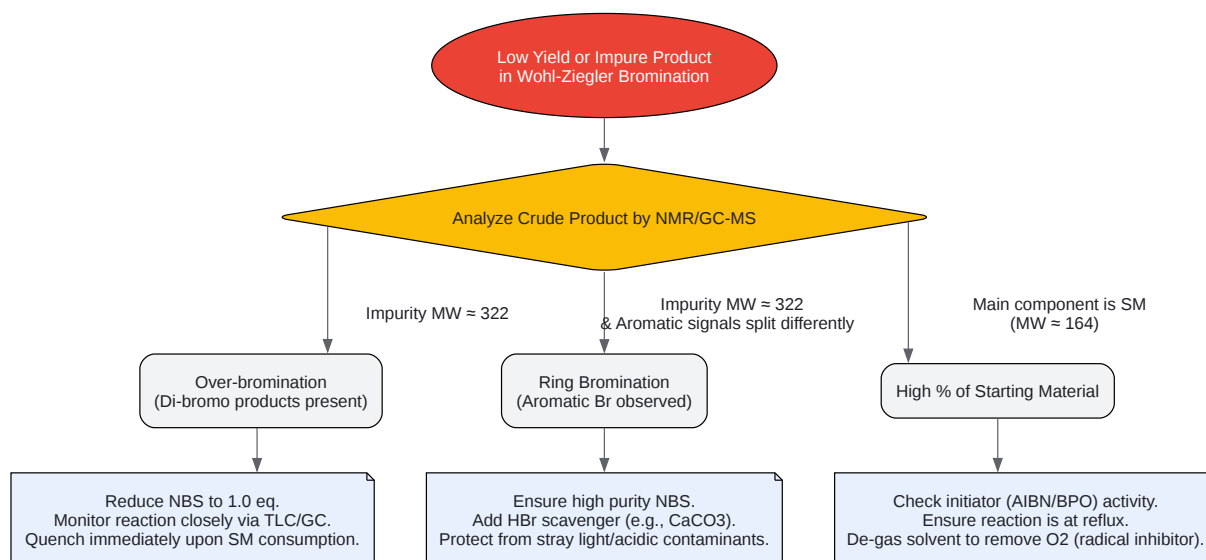 Low Yield or Impure Product
in Wohl-Ziegler Bromination
Analyze Crude Product by NMR/GC-MS
Impurity MW ≈ 322
Impurity MW ≈ 322
& Aromatic signals split differently
Main component is SM
(MW ≈ 164)
Over-bromination
(Di-bromo products present)
Ring Bromination
(Aromatic Br observed)
High % of Starting Material
Reduce NBS to 1.0 eq.
Monitor reaction closely via TLC/GC.
Quench immediately upon SM consumption.
Ensure high purity NBS.
Add HBr scavenger (e.g., CaCO3).
Protect from stray light/acidic contaminants.
Check initiator (AIBN/BPO) activity.
Ensure reaction is at reflux.
De-gas solvent to remove O2 (radical inhibitor).